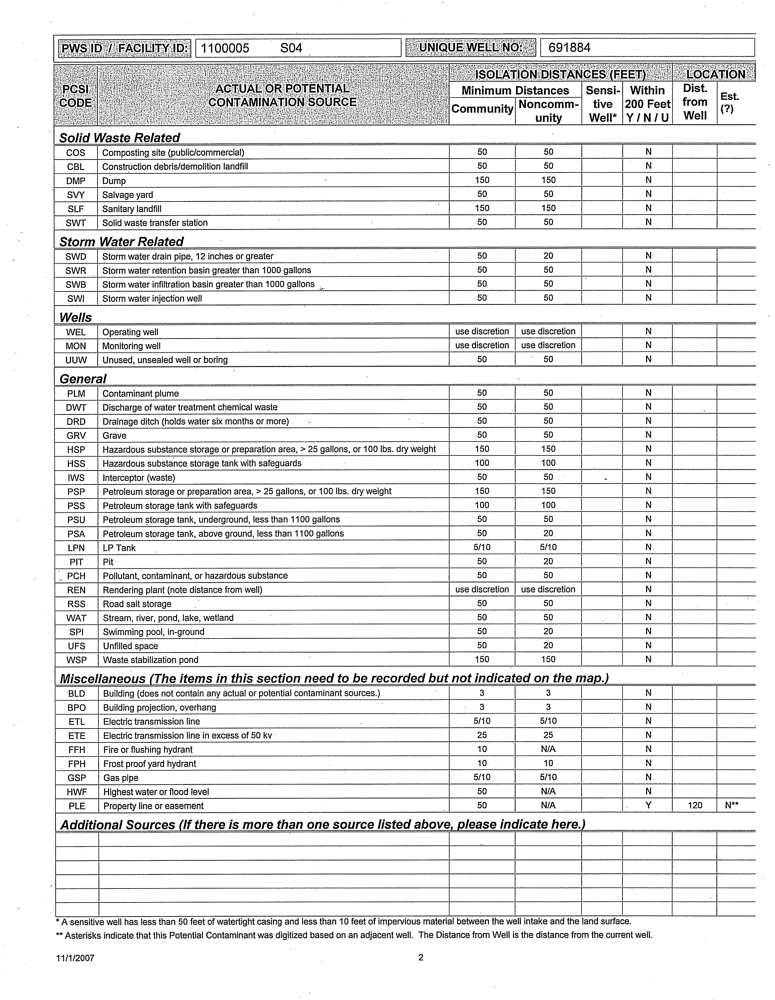 PWS ID / FACILITY ID: 1100005 S04 UNIQUE WELL NO: 691884
PCSI CODE ACTUAL OR POTENTIAL CONTAMINATION SOURCE ISOLATION DISTANCES (FEET) LOCATION
Minimum Distances Community Noncomm-unity Sensi-tive Well* Within 200 Feet Y / N / U Dist. from Well Est. (?)
Solid Waste Related
COS Composting site (public/commercial) 50 50 N
CBL Construction debris/demolition landfill 50 50 N
DMP Dump 150 150 N
SVY Salvage yard 50 50 N
SLF Sanitary landfill 150 150 N
SWT Solid waste transfer station 50 50 N
Storm Water Related
SWD Storm water drain pipe, 12 inches or greater 50 20 N
SWR Storm water retention basin greater than 1000 gallons 50 50 N
SWB Storm water infiltration basin greater than 1000 gallons 50 50 N
SWI Storm water injection well 50 50 N
Wells
WEL Operating well use discretion use discretion N
MON Monitoring well use discretion use discretion N
UUW Unused, unsealed well or boring 50 50 N
General
PLM Contaminant plume 50 50 N
DWT Discharge of water treatment chemical waste 50 50 N
DRD Drainage ditch (holds water six months or more) 50 50 N
GRV Grave 50 50 N
HSP Hazardous substance storage or preparation area, > 25 gallons, or 100 lbs. dry weight 150 150 N
HSS Hazardous substance storage tank with safeguards 100 100 N
IWS Interceptor (waste) 50 50 N
PSP Petroleum storage or preparation area, > 25 gallons, or 100 lbs. dry weight 150 150 N
PSS Petroleum storage tank with safeguards 100 100 N
PSU Petroleum storage tank, underground, less than 1100 gallons 50 50 N
PSA Petroleum storage tank, above ground, less than 1100 gallons 50 20 N
LPN LP Tank 5/10 5/10 N
PIT Pit 50 20 N
PCH Pollutant, contaminant, or hazardous substance 50 50 N
REN Rendering plant (note distance from well) use discretion use discretion N
RSS Road salt storage 50 50 N
WAT Stream, river, pond, lake, wetland 50 50 N
SPI Swimming pool, in-ground 50 20 N
UFS Unfilled space 50 20 N
WSP Waste stabilization pond 150 150 N
Miscellaneous (The items in this section need to be recorded but not indicated on the map.)
BLD Building (does not contain any actual or potential contaminant sources.) 3 3 N
BPO Building projection, overhang 3 3 N
ETL Electric transmission line 5/10 5/10 N
ETE Electric transmission line in excess of 50 kv 25 25 N
FFH Fire or flushing hydrant 10 N/A N
FPH Frost proof yard hydrant 10 10 N
GSP Gas pipe 5/10 5/10 N
HWF Highest water or flood level 50 N/A N
PLE Property line or easement 50 N/A Y 120 N**
Additional Sources (If there is more than one source listed above, please indicate here.)
* A sensitive well has less than 50 feet of watertight casing and less than 10 feet of impervious material between the well intake and the land surface.
** Asterisks indicate that this Potential Contaminant was digitized based on an adjacent well. The Distance from Well is the distance from the current well.
11/1/2007 2